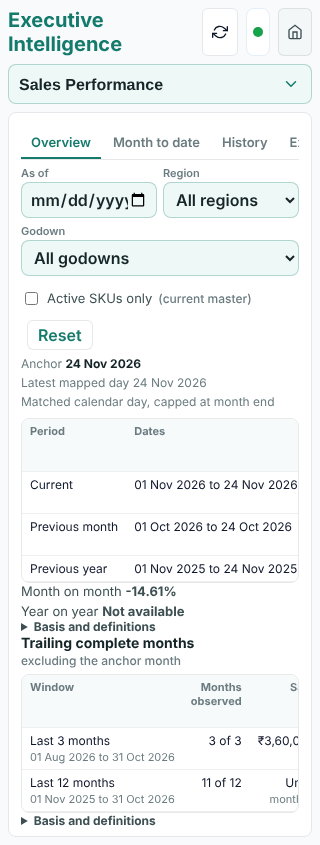 Executive
Intelligence
Sales Performance
Overview Month to date History
As of Region
mm/dd/yyyy All regions
Godown
All godowns
Active SKUs only (current master)
Reset
Anchor 24 Nov 2026
Latest mapped day 24 Nov 2026
Matched calendar day, capped at month end
Period Dates
Current 01 Nov 2026 to 24 Nov 2026
Previous month 01 Oct 2026 to 24 Oct 2026
Previous year 01 Nov 2025 to 24 Nov 2025
Month on month -14.61%
Year on year Not available
Basis and definitions
Trailing complete months
excluding the anchor month
Window Months
observed
Last 3 months 3 of 3 ₹3,60,0
01 Aug 2026 to 31 Oct 2026
Last 12 months 11 of 12
01 Nov 2025 to 31 Oct 2026
Basis and definitions